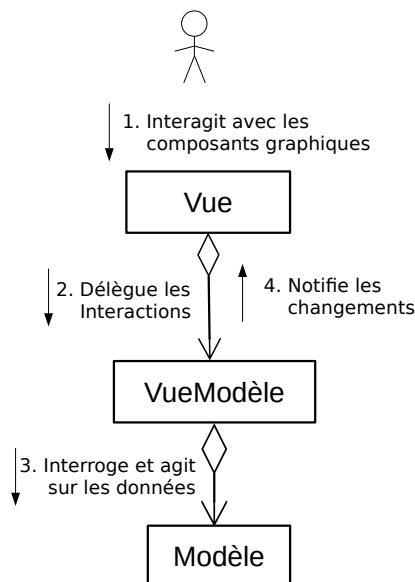 1. Interagit avec les
composants graphiques
Vue
2. Délègue les
Interactions
4. Notifie les
changements
VueModèle
3. Interroge et agit
sur les données
Modèle